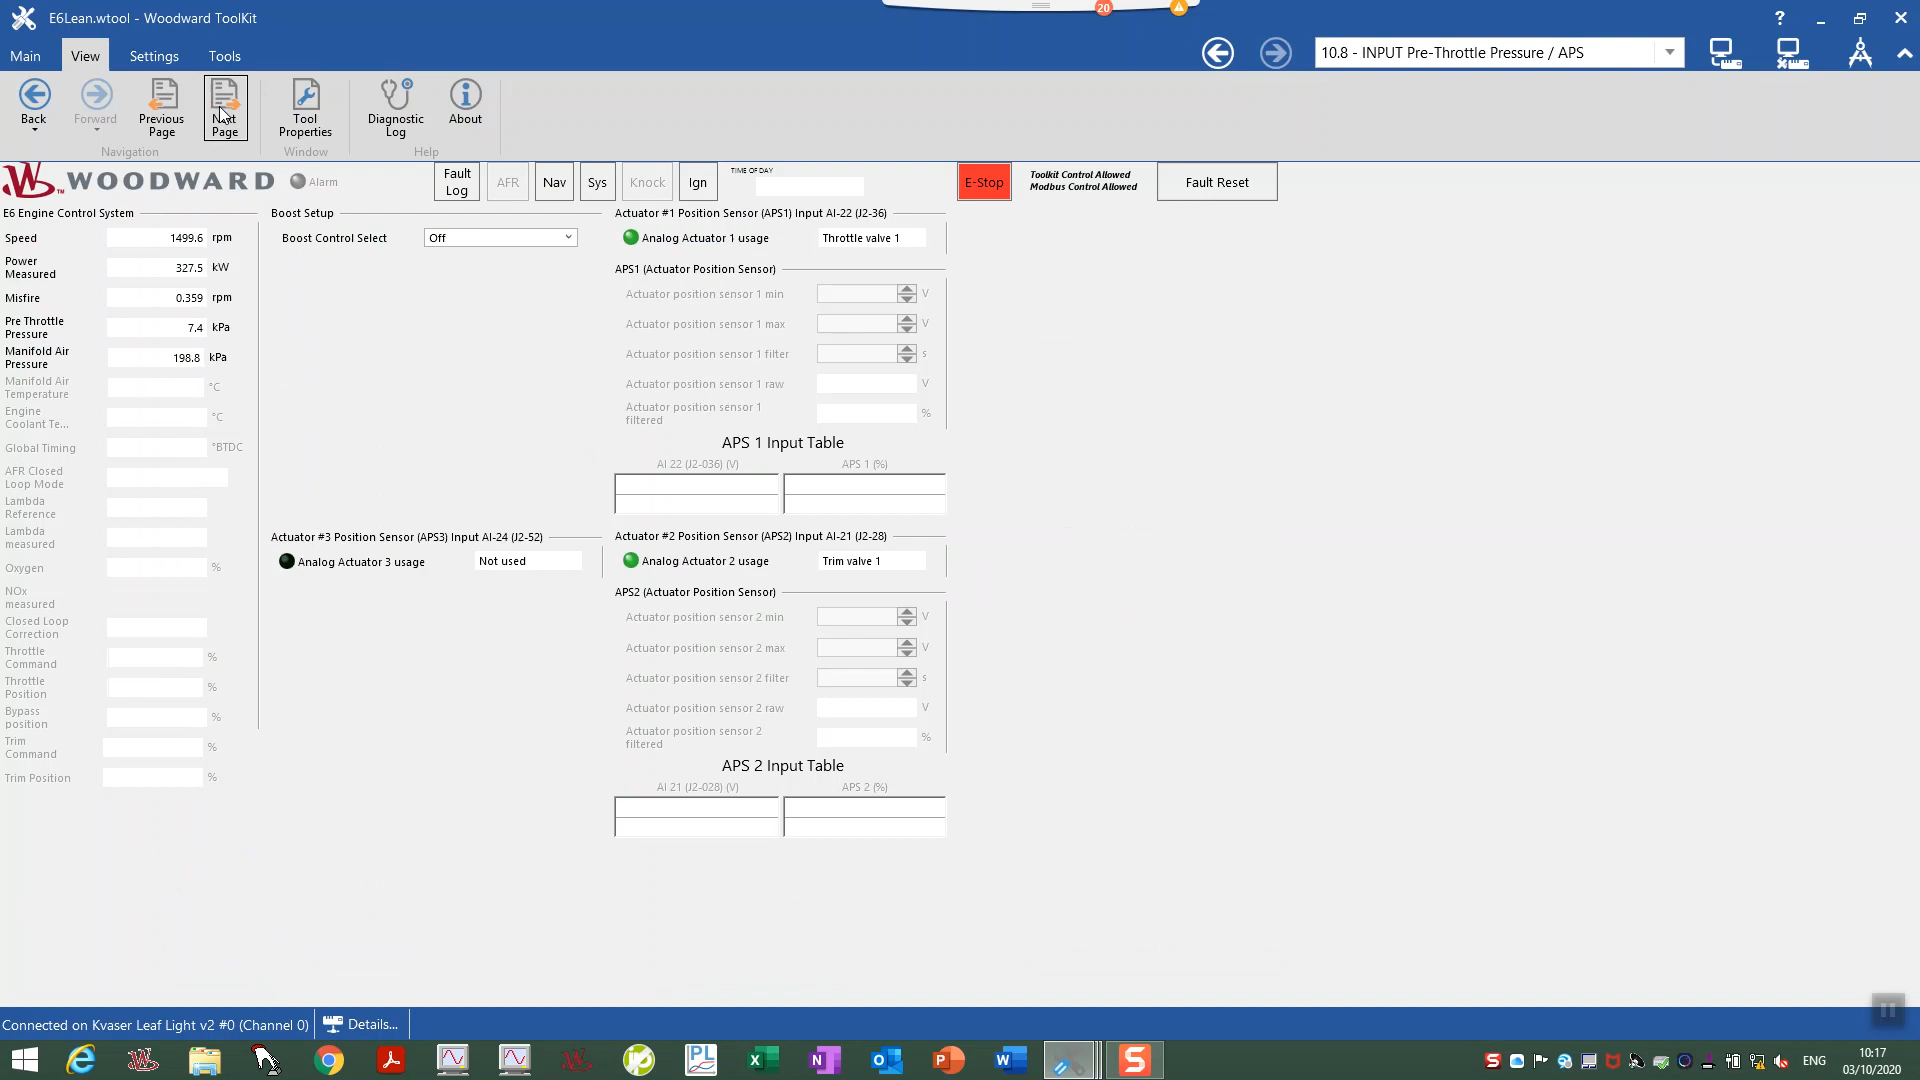 E6Lean.wtool - Woodward ToolKit
20
?
Main
View
Settings
Tools
10.8 - INPUT Pre-Throttle Pressure / APS
Back
Forward
Previous
Page
Next
Page
Tool
Properties
Diagnostic
Log
About
Navigation
Window
Help
WOODWARD
Alarm
Fault
Log
AFR
Nav
Sys
Knock
Ign
TIME OF DAY
E-Stop
Toolkit Control Allowed
Modbus Control Allowed
Fault Reset
E6 Engine Control System
Speed 1499.6 rpm
Power
Measured 327.5 kW
Misfire 0.359 rpm
Pre Throttle
Pressure 7.4 kPa
Manifold Air
Pressure 198.8 kPa
Manifold Air
Temperature °C
Engine
Coolant Te... °C
Global Timing °BTDC
AFR Closed
Loop Mode
Lambda
Reference
Lambda
measured
Oxygen %
NOx
measured
Closed Loop
Correction
Throttle
Command %
Throttle
Position %
Bypass
position %
Trim
Command %
Trim Position %
Boost Setup
Boost Control Select Off
Actuator #3 Position Sensor (APS3) Input AI-24 (J2-52)
Analog Actuator 3 usage Not used
Actuator #1 Position Sensor (APS1) Input AI-22 (J2-36)
Analog Actuator 1 usage Throttle valve 1
APS1 (Actuator Position Sensor)
Actuator position sensor 1 min V
Actuator position sensor 1 max V
Actuator position sensor 1 filter s
Actuator position sensor 1 raw V
Actuator position sensor 1
filtered %
APS 1 Input Table
AI 22 (J2-036) (V) APS 1 (%)
Actuator #2 Position Sensor (APS2) Input AI-21 (J2-28)
Analog Actuator 2 usage Trim valve 1
APS2 (Actuator Position Sensor)
Actuator position sensor 2 min V
Actuator position sensor 2 max V
Actuator position sensor 2 filter s
Actuator position sensor 2 raw V
Actuator position sensor 2
filtered %
APS 2 Input Table
AI 21 (J2-028) (V) APS 2 (%)
Connected on Kvaser Leaf Light v2 #0 (Channel 0)
Details...
ENG
10:17
03/10/2020